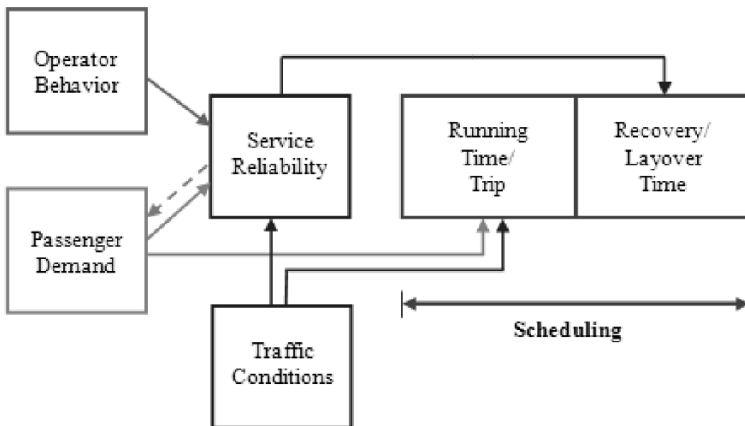 Operator
Behavior
Service
Reliability
Running
Time/
Trip
Recovery/
Layover
Time
Passenger
Demand
Scheduling
Traffic
Conditions